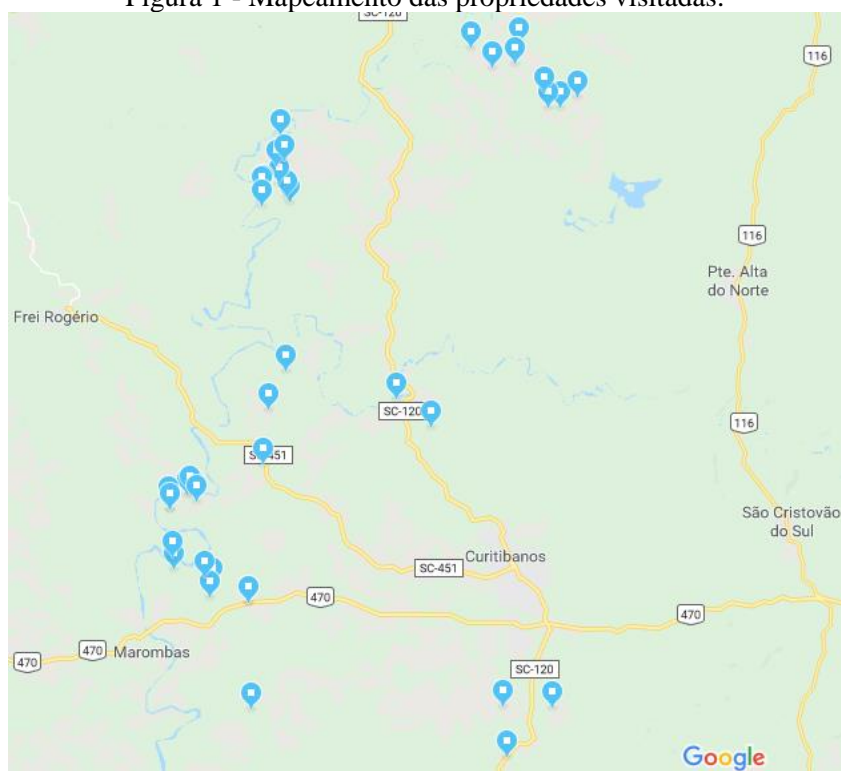 Figura 1 - Mapeamento das propriedades visitadas.
SC-120
116
116
Pte. Alta
do Norte
Frei Rogério
SC-120
116
SC-451
São Cristovão
do Sul
Curitibanos
SC-451
470
470
470
Marombas
470
SC-120
Google